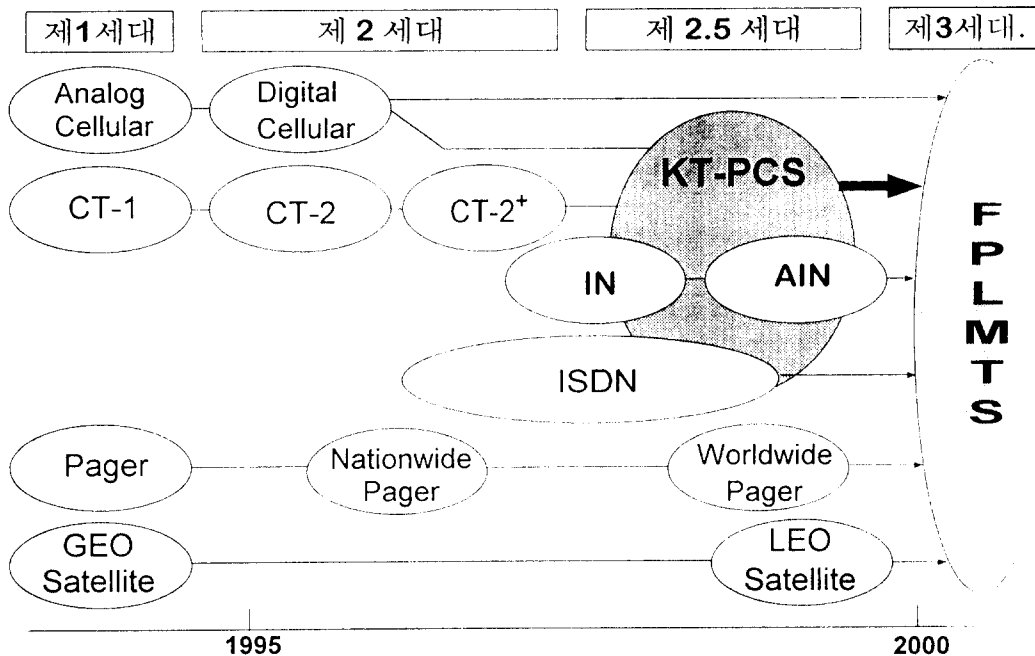 제1세대
제 2 세대
제 2.5 세대
제3세대.
Analog
Cellular
Digital
Cellular
KT-PCS
CT-1
CT-2
CT-2⁺
IN
AIN
ISDN
FPLMTS
Pager
Nationwide
Pager
Worldwide
Pager
GEO
Satellite
LEO
Satellite
1995
2000